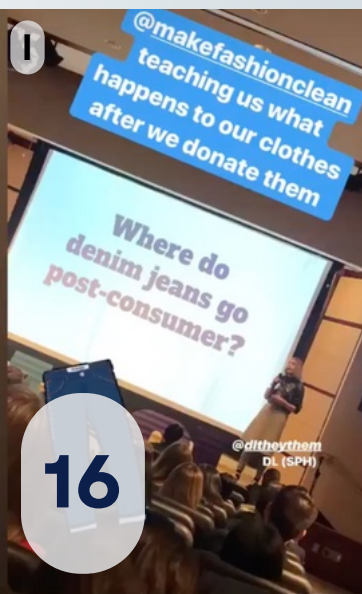 I
@makefashionclean
teaching us what
happens to our clothes
after we donate them
Where do
denim jeans go
post-consumer?
@dltheythem
DL (SPH)
16